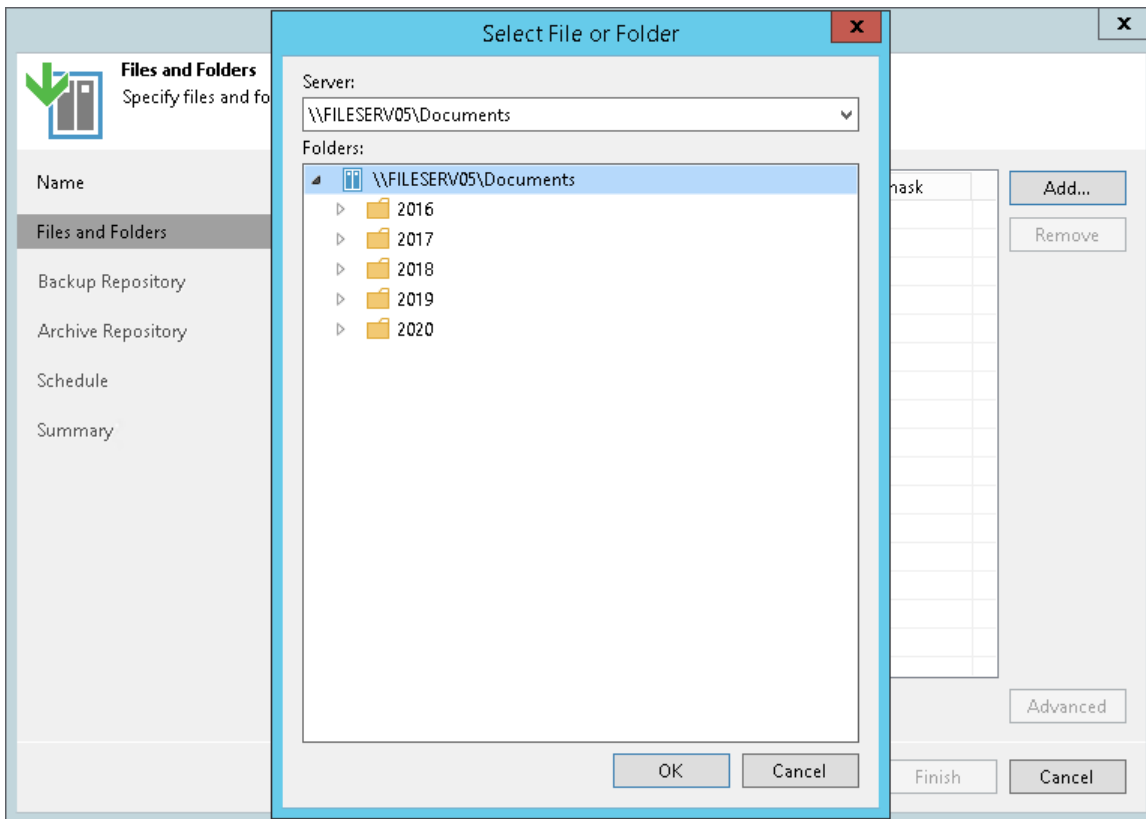 Select File or Folder
x
x
Files and Folders
Specify files and fo
Server:
\\FILESERV05\Documents
Folders:
\\FILESERV05\Documents
2016
2017
2018
2019
2020
Name
Files and Folders
Backup Repository
Archive Repository
Schedule
Summary
mask
Add...
Remove
Advanced
OK
Cancel
Finish
Cancel